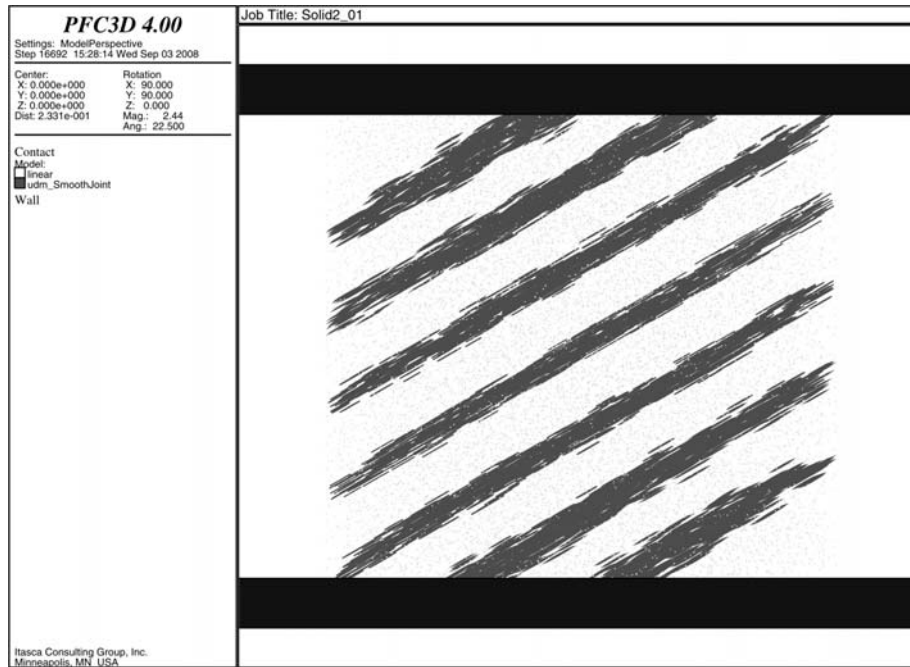 PFC3D 4.00
Settings: ModelPerspective
Step 16692 15:28:14 Wed Sep 03 2008
Center:
X: 0.000e+000
Y: 0.000e+000
Z: 0.000e+000
Dist: 2.331e-001
Rotation
X: 90.000
Y: 90.000
Z: 0.000
Mag.: 2.44
Ang.: 22.500
Contact
Model:
linear
udm_SmoothJoint
Wall
Itasca Consulting Group, Inc.
Minneapolis, MN USA
Job Title: Solid2_01